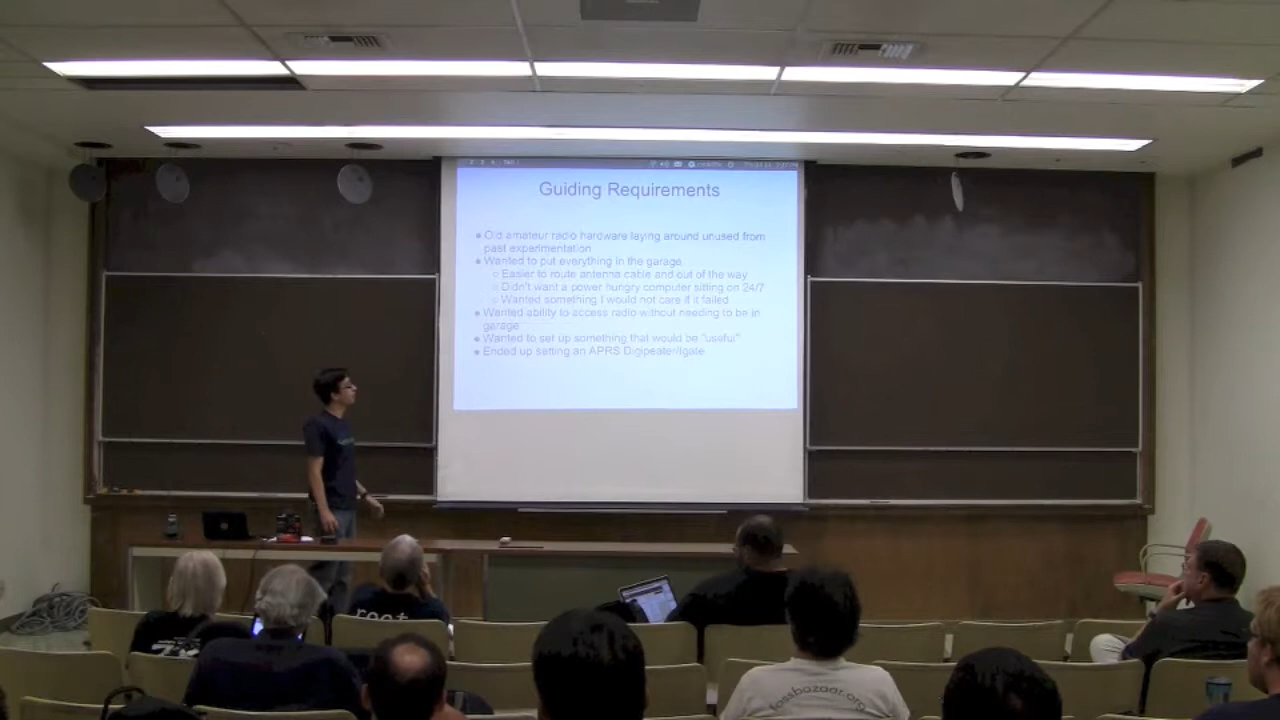 Guiding Requirements
Old amateur radio hardware laying around unused from
past experimentation
Wanted to put everything in the garage
Easier to route antenna cable and out of the way
Didn't want a power hungry computer sitting on 24/7
Wanted something I would not care if it failed
Wanted ability to access radio without needing to be in
garage
Wanted to set up something that would be "useful"
Ended up setting an APRS Digipeater/Igate
root
fossbazaar.org